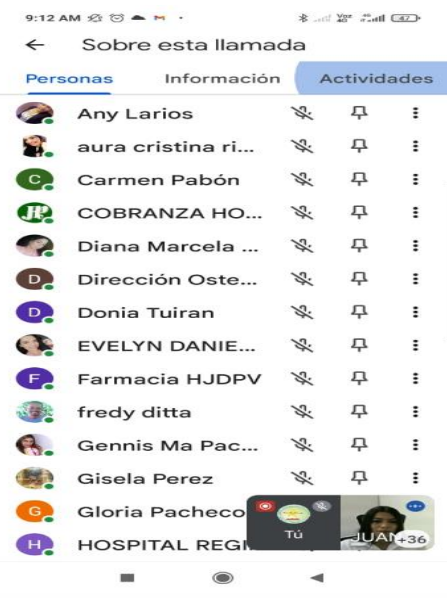 9:12 AM
Sobre esta llamada
Personas Información Actividades
Any Larios
aura cristina ri...
C Carmen Pabón
COBRANZA HO...
Diana Marcela ...
D Dirección Oste...
D Donia Tuiran
EVELYN DANIE...
F Farmacia HJDPV
fredy ditta
Gennis Ma Pac...
Gisela Perez
G Gloria Pacheco
H HOSPITAL REGI
Tú JUAN +36